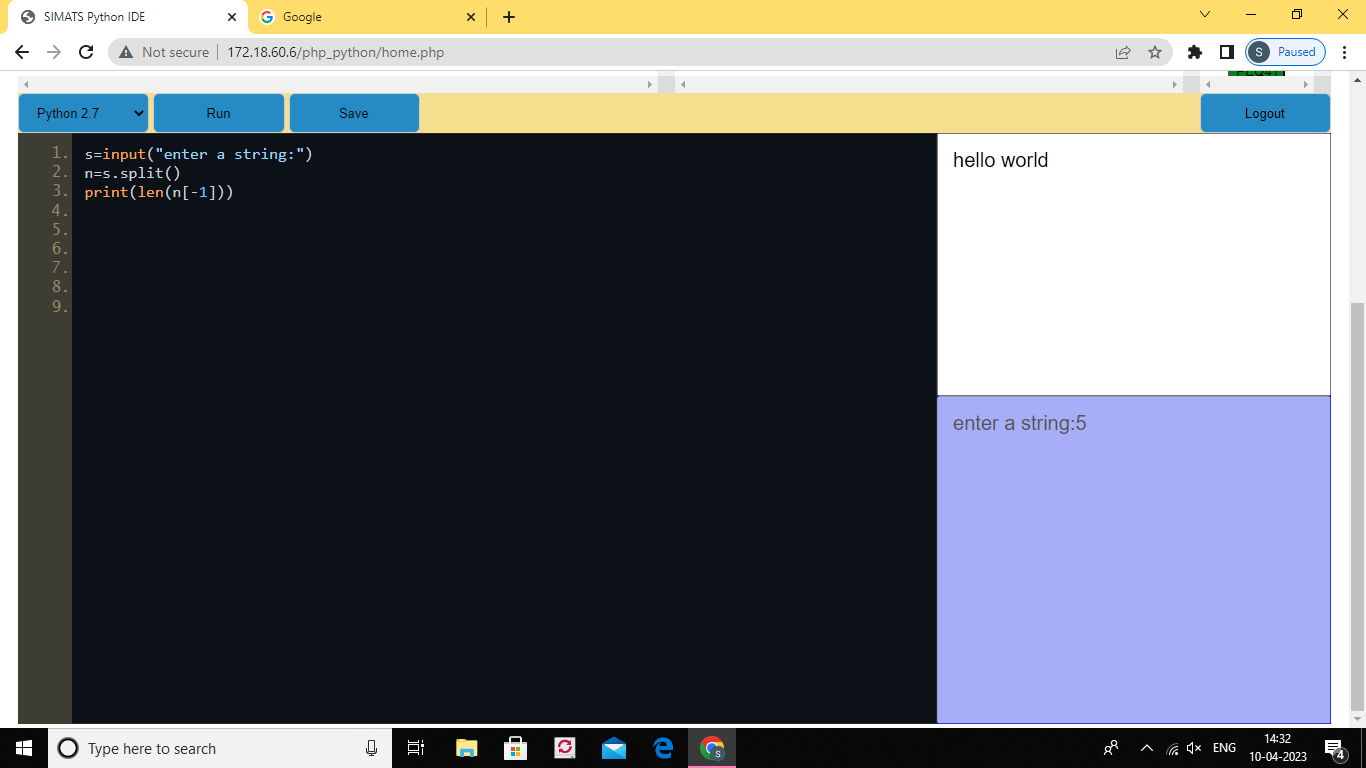 SIMATS Python IDE
Google
Not secure
172.18.60.6/php_python/home.php
S
Paused
Python 2.7
Run
Save
Logout
1. s=input("enter a string:")
2. n=s.split()
3. print(len(n[-1]))
4.
5.
6.
7.
8.
9.
hello world
enter a string:5
Type here to search
S
ENG
14:32
10-04-2023
4